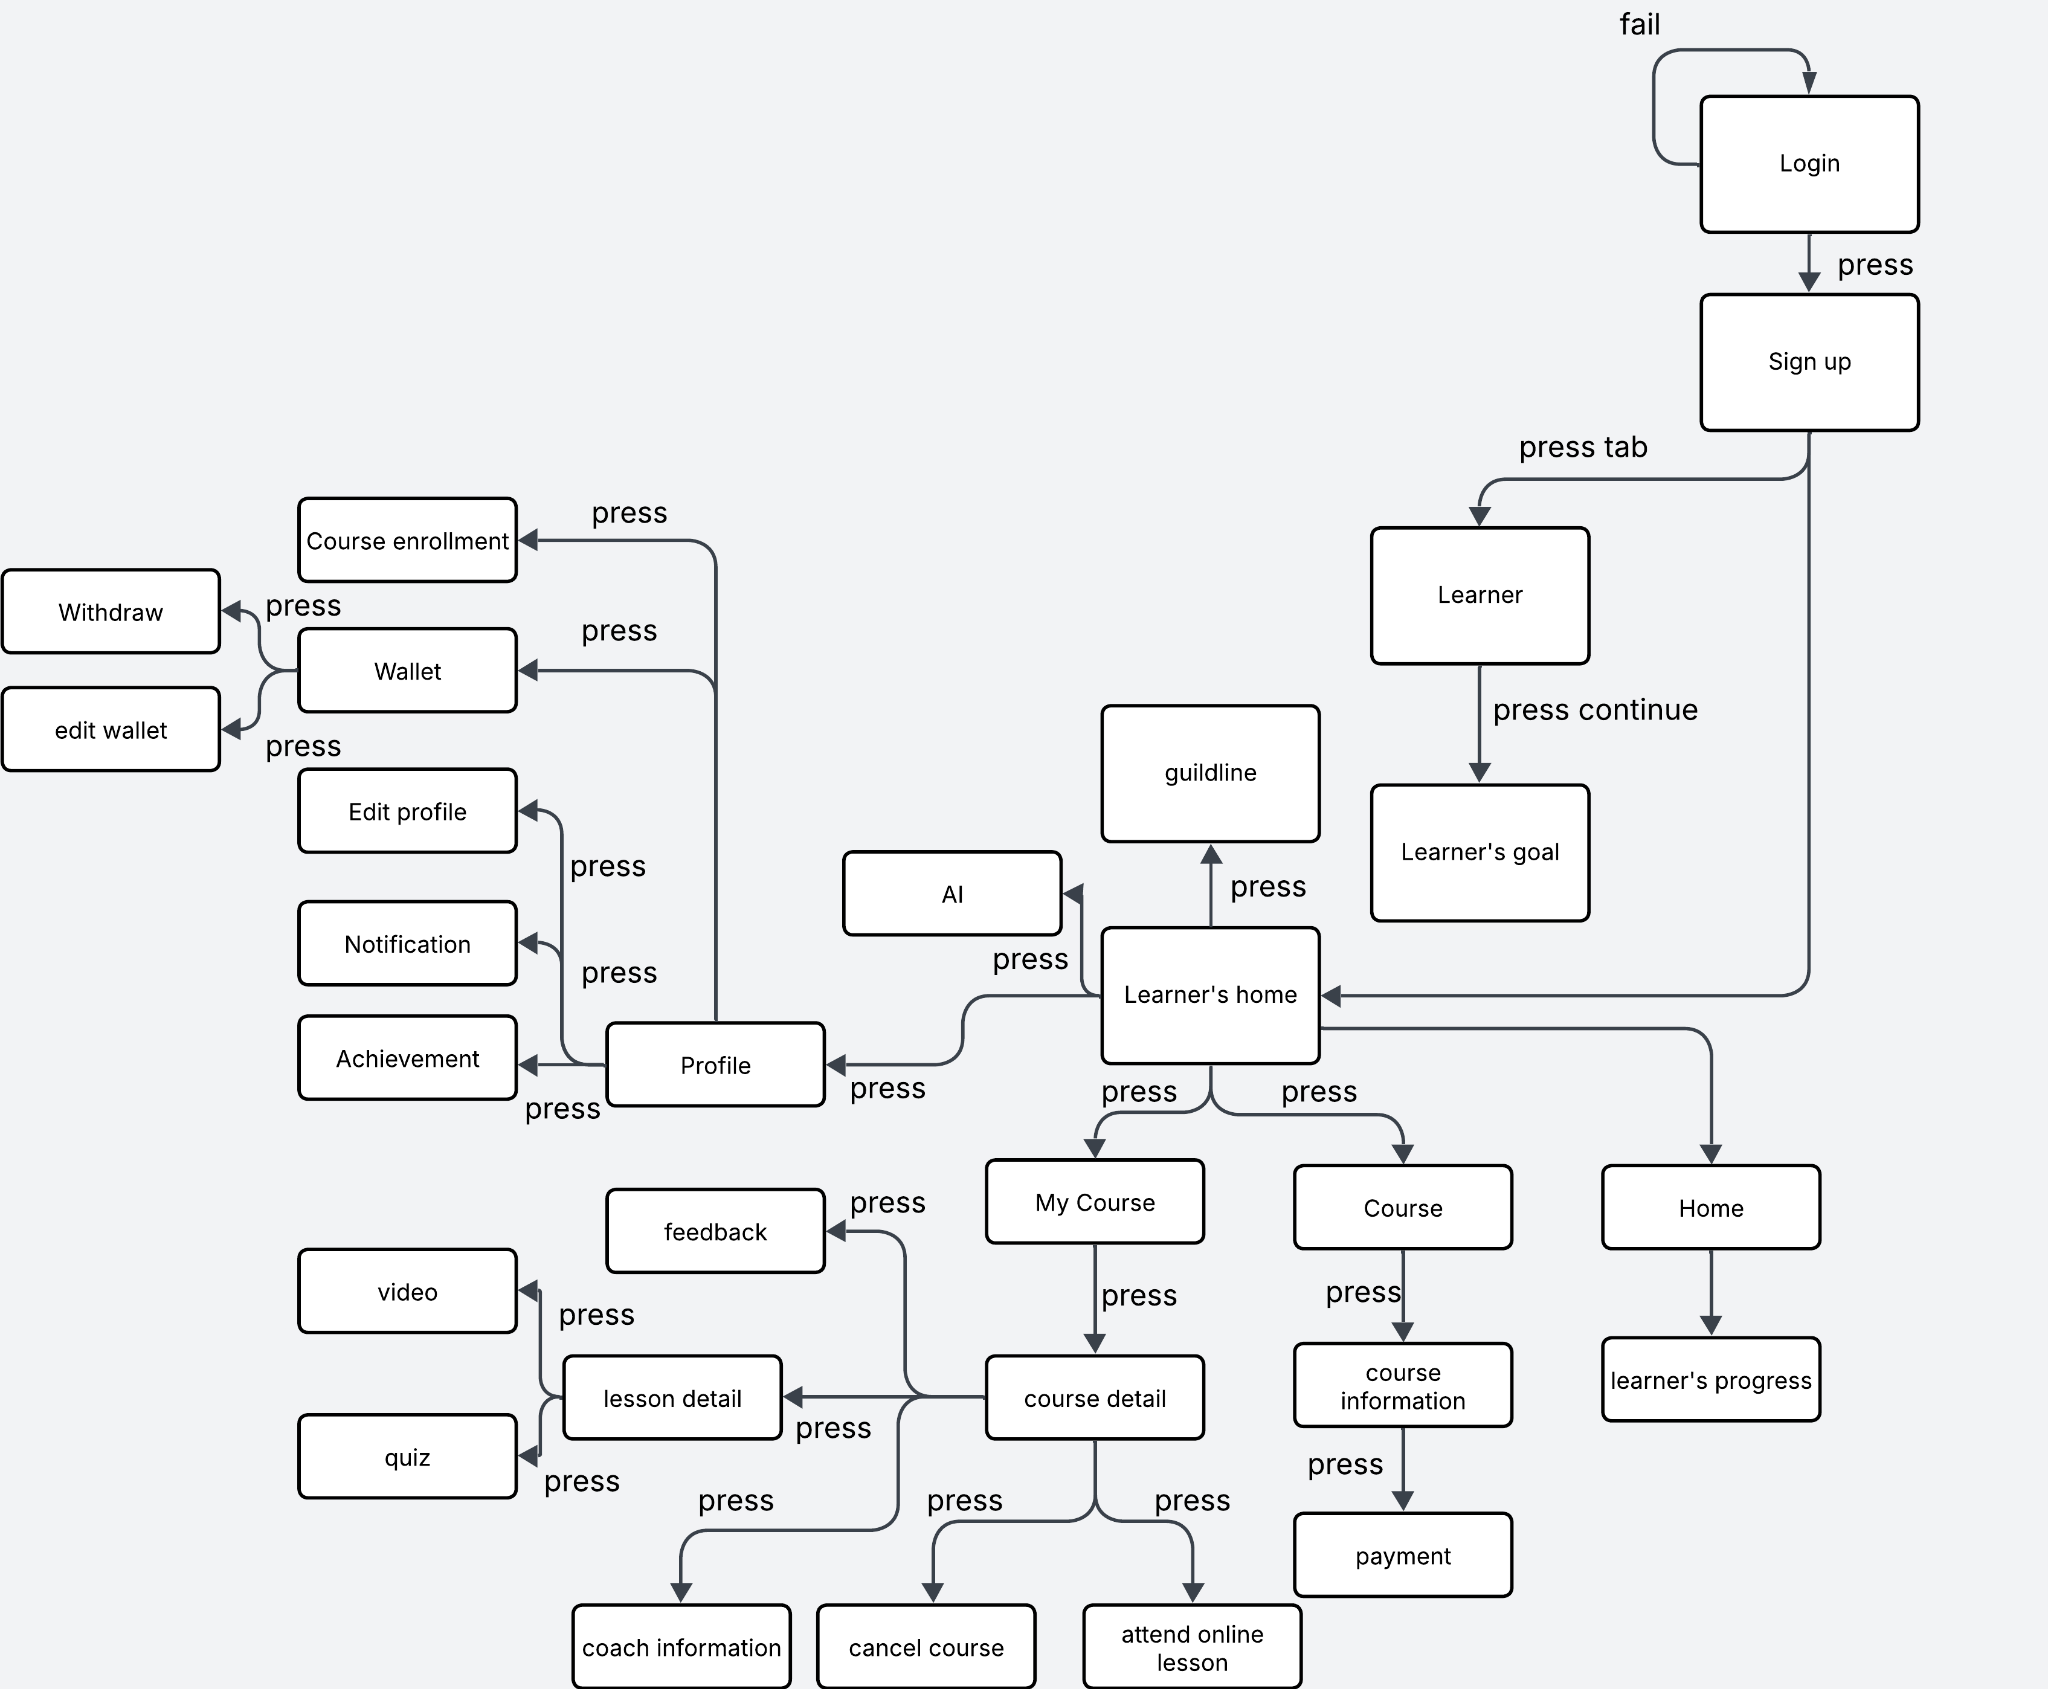 fail
Login
press
Sign up
press tab
Course enrollment
press
Withdraw
press
Wallet
press
edit wallet
press
Learner
press continue
Learner's goal
guildline
press
Edit profile
press
AI
press
Learner's home
Notification
press
Achievement
press
Profile
press
press
press
My Course
Course
Home
feedback
press
press
press
video
press
lesson detail
press
course detail
course
information
learner's progress
quiz
press
press
press
press
press
payment
coach information
cancel course
attend online
lesson